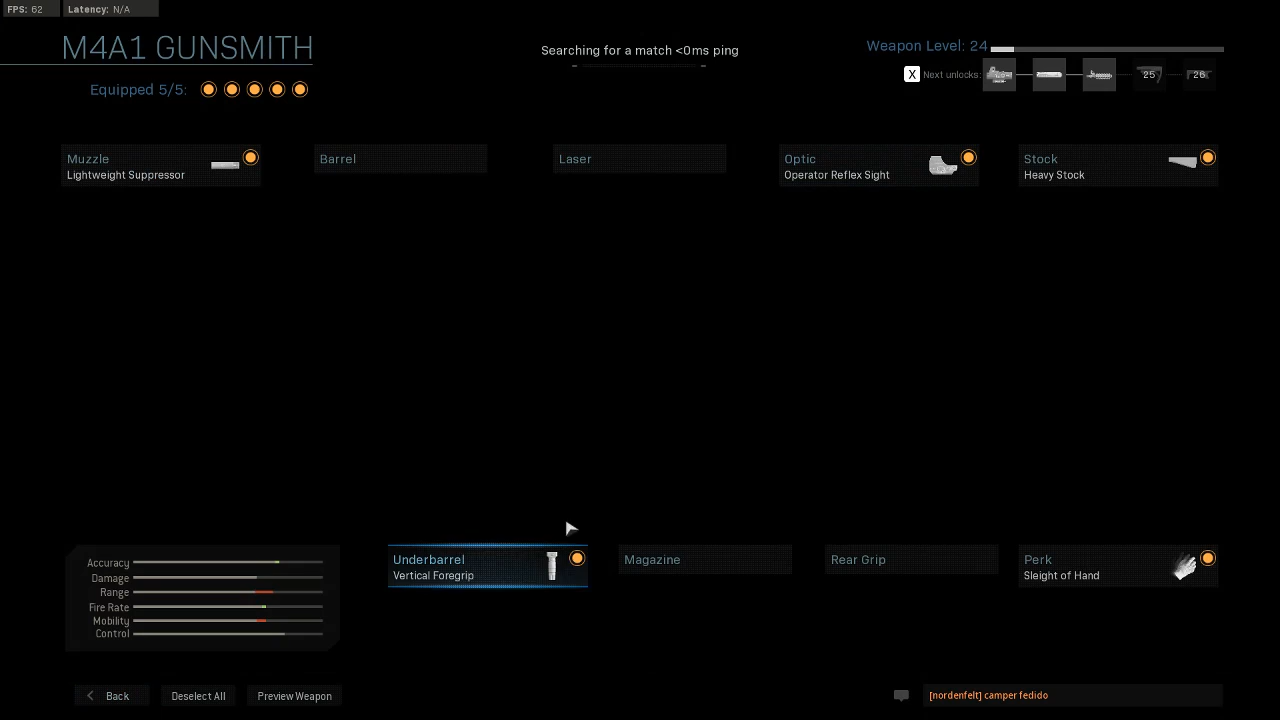 FPS: 62 Latency: N/A
M4A1 GUNSMITH
Searching for a match <0ms ping
Weapon Level: 24
X Next unlocks: 25 26
Equipped 5/5:
Muzzle
Lightweight Suppressor
Barrel
Laser
Optic
Operator Reflex Sight
Stock
Heavy Stock
Accuracy
Damage
Range
Fire Rate
Mobility
Control
Underbarrel
Vertical Foregrip
Magazine
Rear Grip
Perk
Sleight of Hand
Back Deselect All Preview Weapon
[nordenfelt] camper fedido